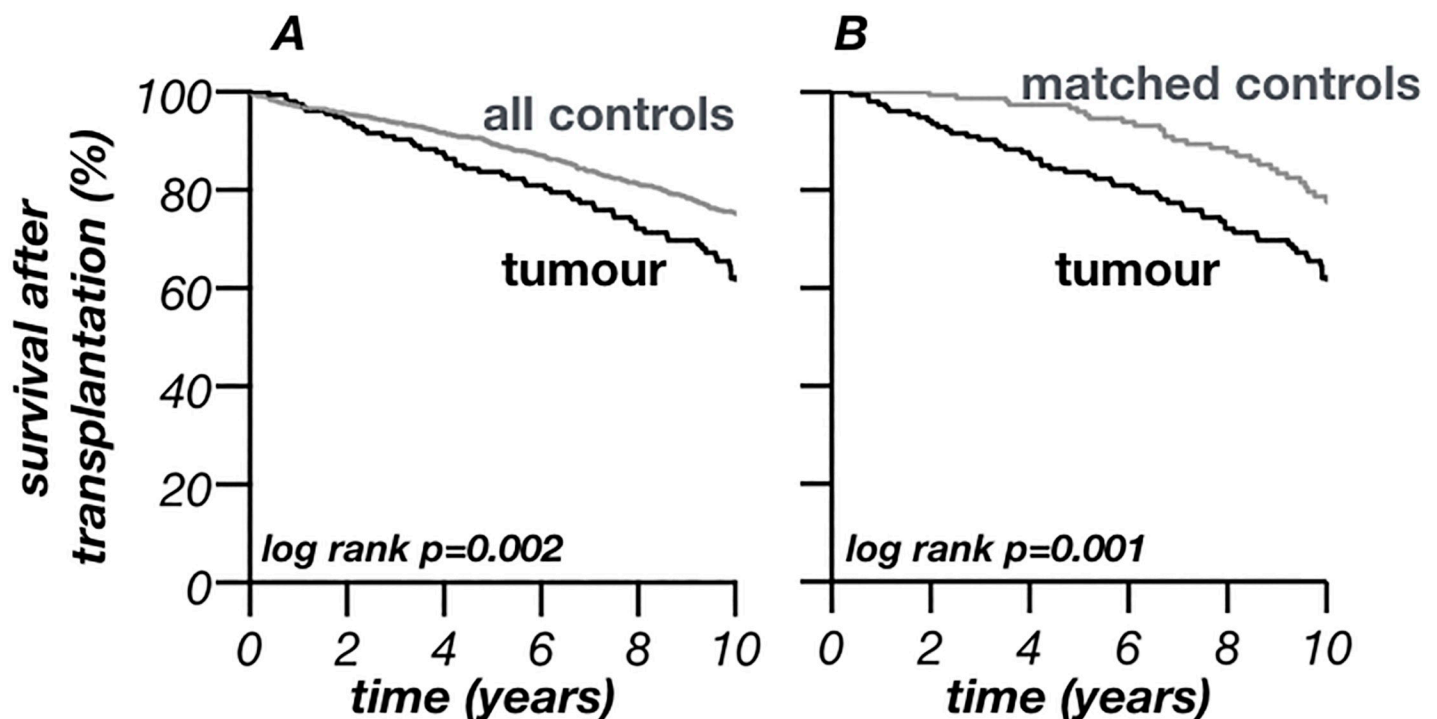 A
B
survival after
transplantation (%)
100
80
60
40
20
0
all controls
tumour
log rank p=0.002
0 2 4 6 8 10
time (years)
matched controls
tumour
log rank p=0.001
0 2 4 6 8 10
time (years)